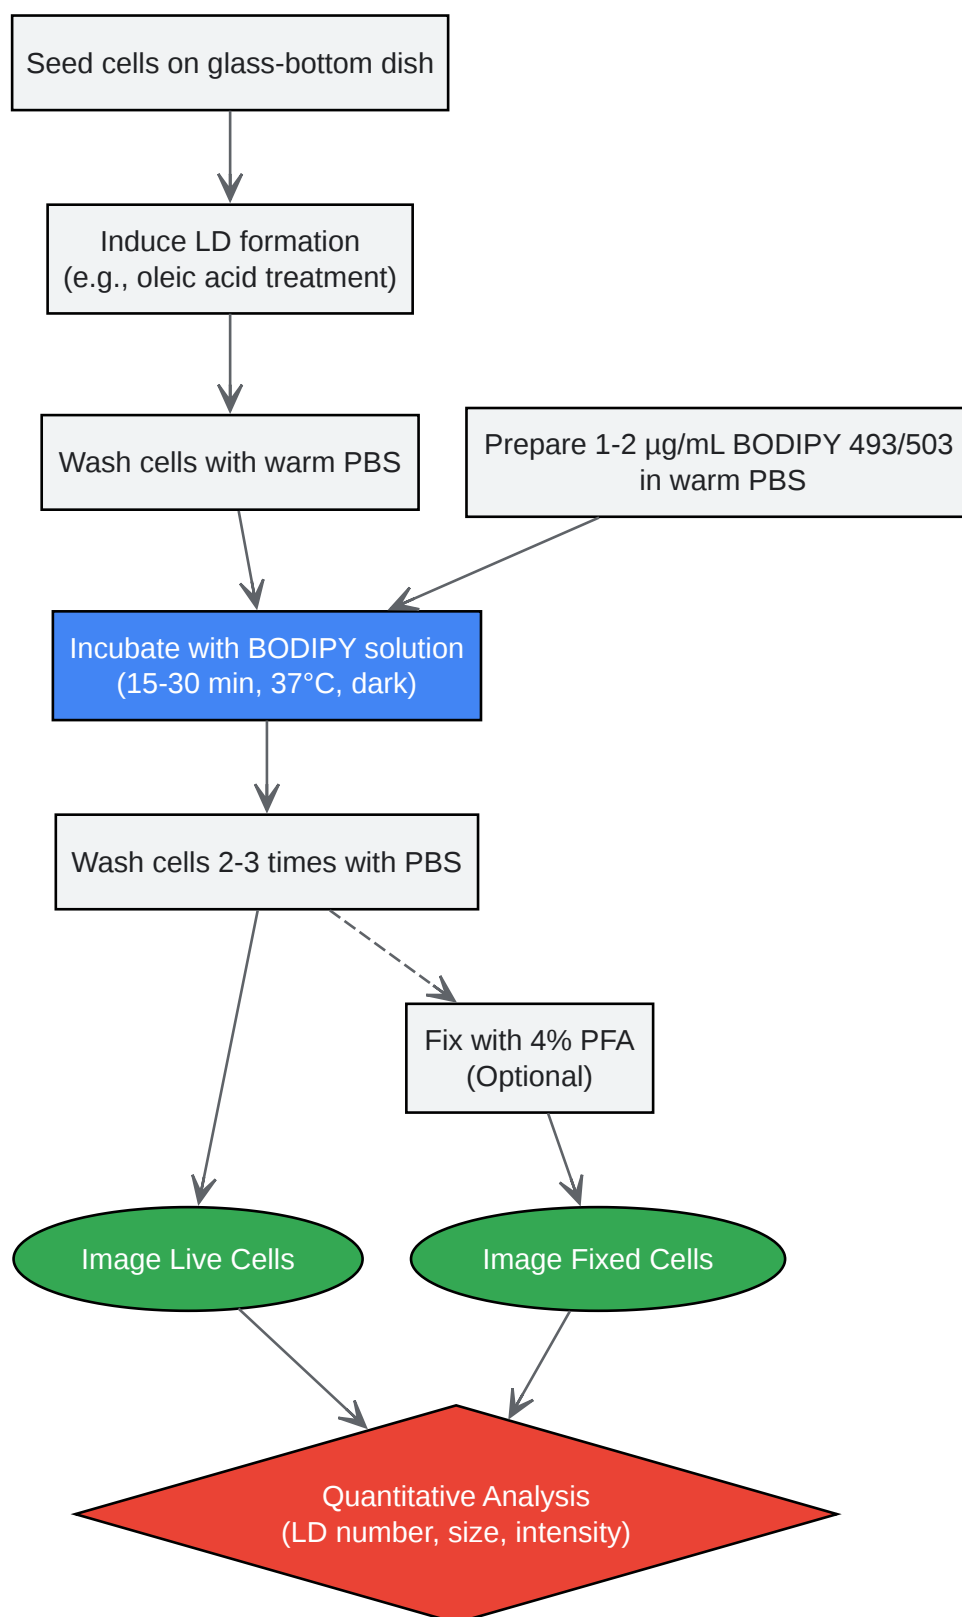 Seed cells on glass-bottom dish
Induce LD formation
(e.g., oleic acid treatment)
Wash cells with warm PBS
Prepare 1-2 µg/mL BODIPY 493/503
in warm PBS
Incubate with BODIPY solution
(15-30 min, 37°C, dark)
Wash cells 2-3 times with PBS
Fix with 4% PFA
(Optional)
Image Live Cells
Image Fixed Cells
Quantitative Analysis
(LD number, size, intensity)